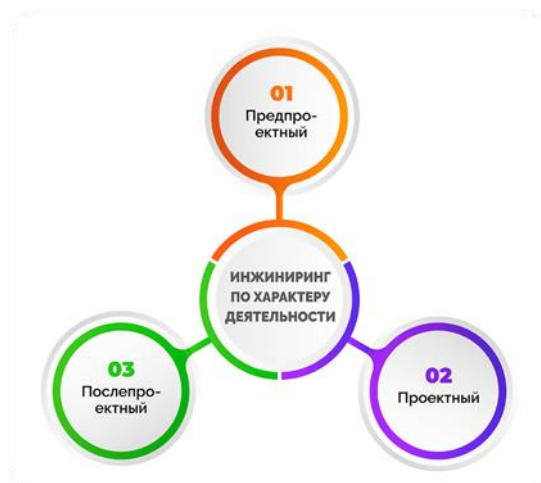 01
Предпро-
ектный
ИНЖИНИРИНГ
ПО ХАРАКТЕРУ
ДЕЯТЕЛЬНОСТИ
03
Послепро-
ектный
02
Проектный